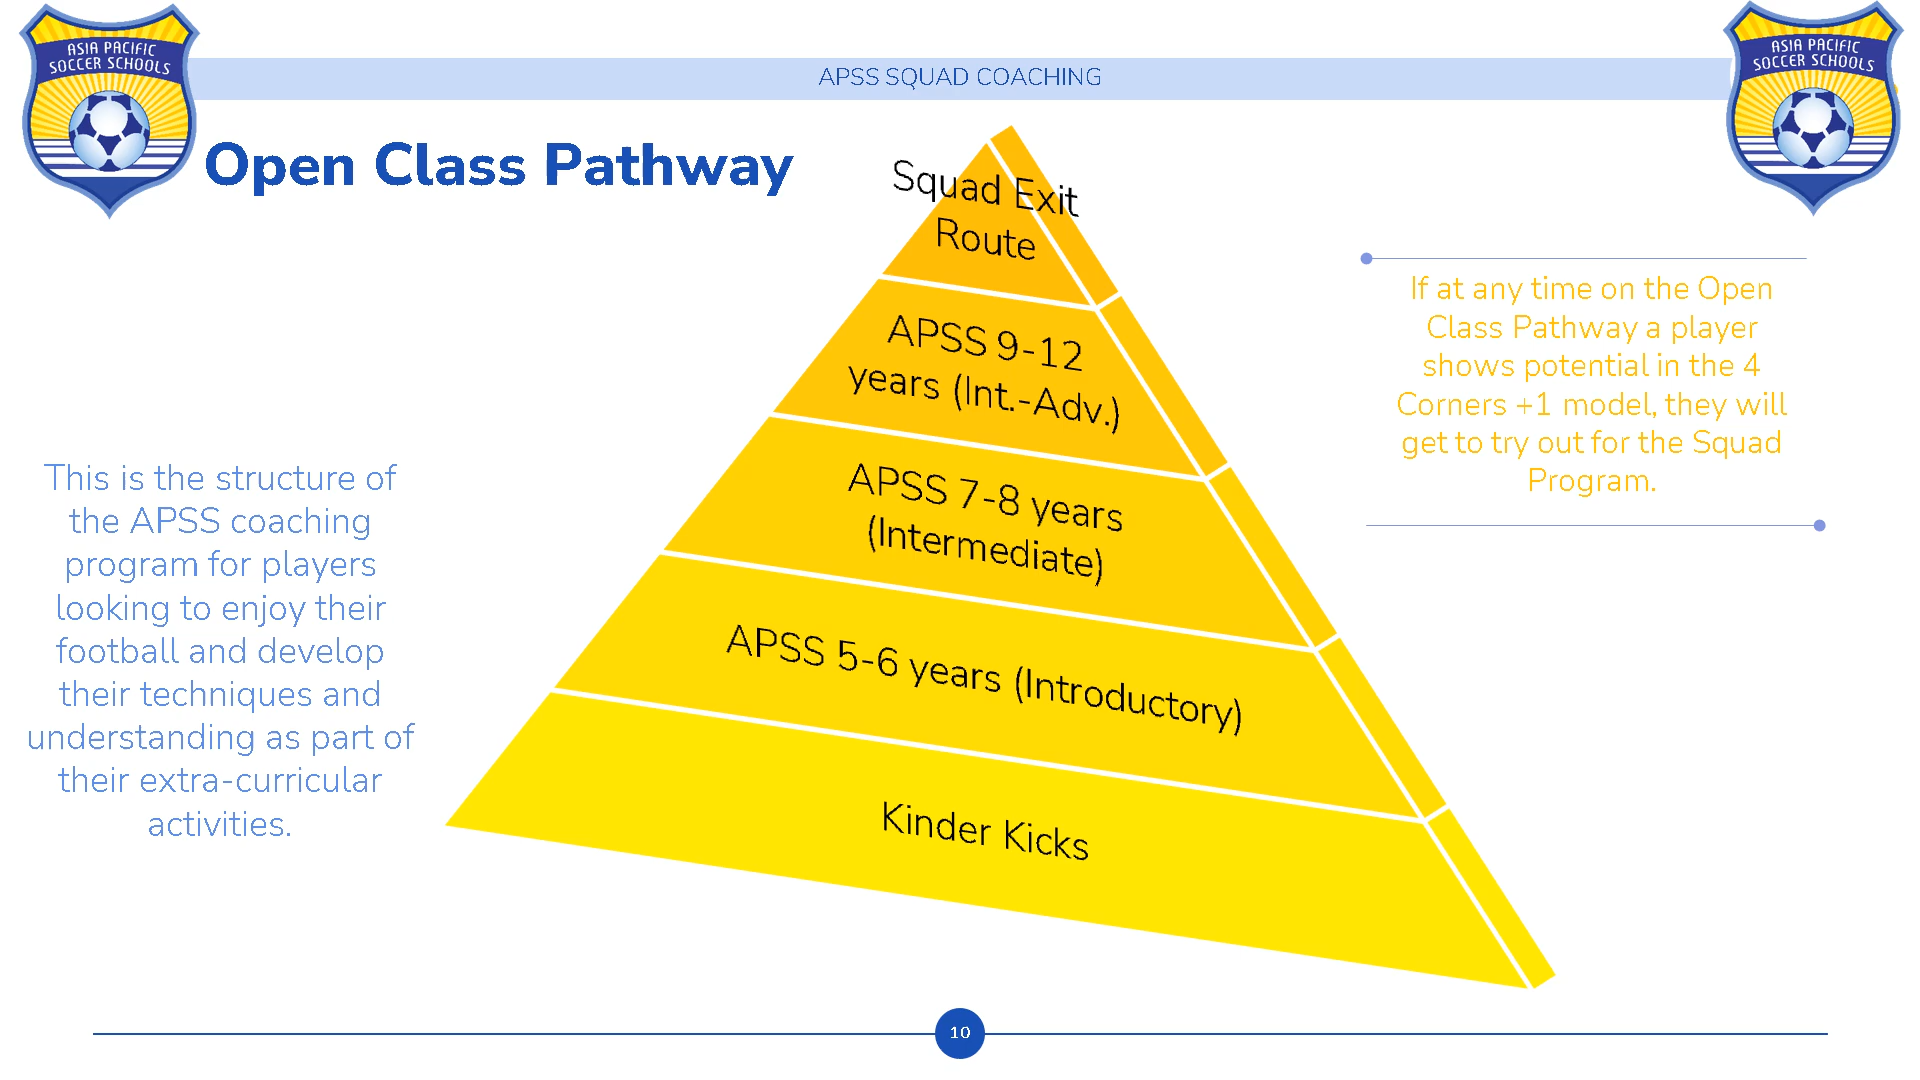 ASIA PACIFIC
SOCCER SCHOOLS
APSS SQUAD COACHING
ASIA PACIFIC
SOCCER SCHOOLS
Open Class Pathway
Squad Exit
Route
APSS 9-12
years (Int.-Adv.)
APSS 7-8 years
(Intermediate)
APSS 5-6 years (Introductory)
Kinder Kicks
If at any time on the Open
Class Pathway a player
shows potential in the 4
Corners +1 model, they will
get to try out for the Squad
Program.
This is the structure of
the APSS coaching
program for players
looking to enjoy their
football and develop
their techniques and
understanding as part of
their extra-curricular
activities.
10